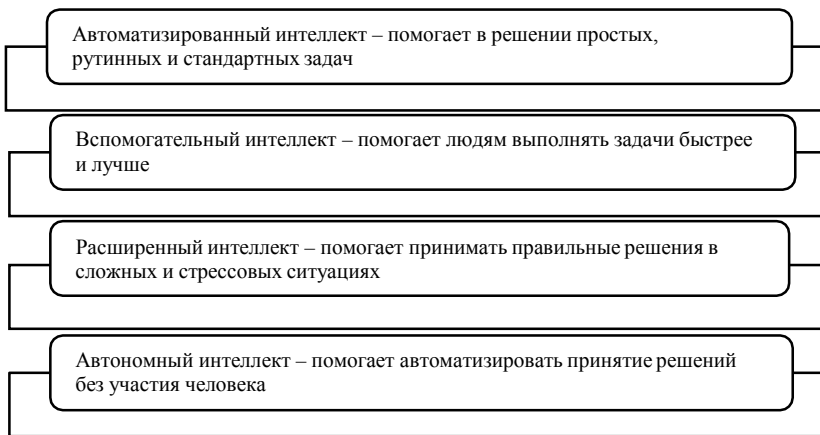 Автоматизированный интеллект – помогает в решении простых,
рутинных и стандартных задач
Вспомогательный интеллект – помогает людям выполнять задачи быстрее
и лучше
Расширенный интеллект – помогает принимать правильные решения в
сложных и стрессовых ситуациях
Автономный интеллект – помогает автоматизировать принятие решений
без участия человека